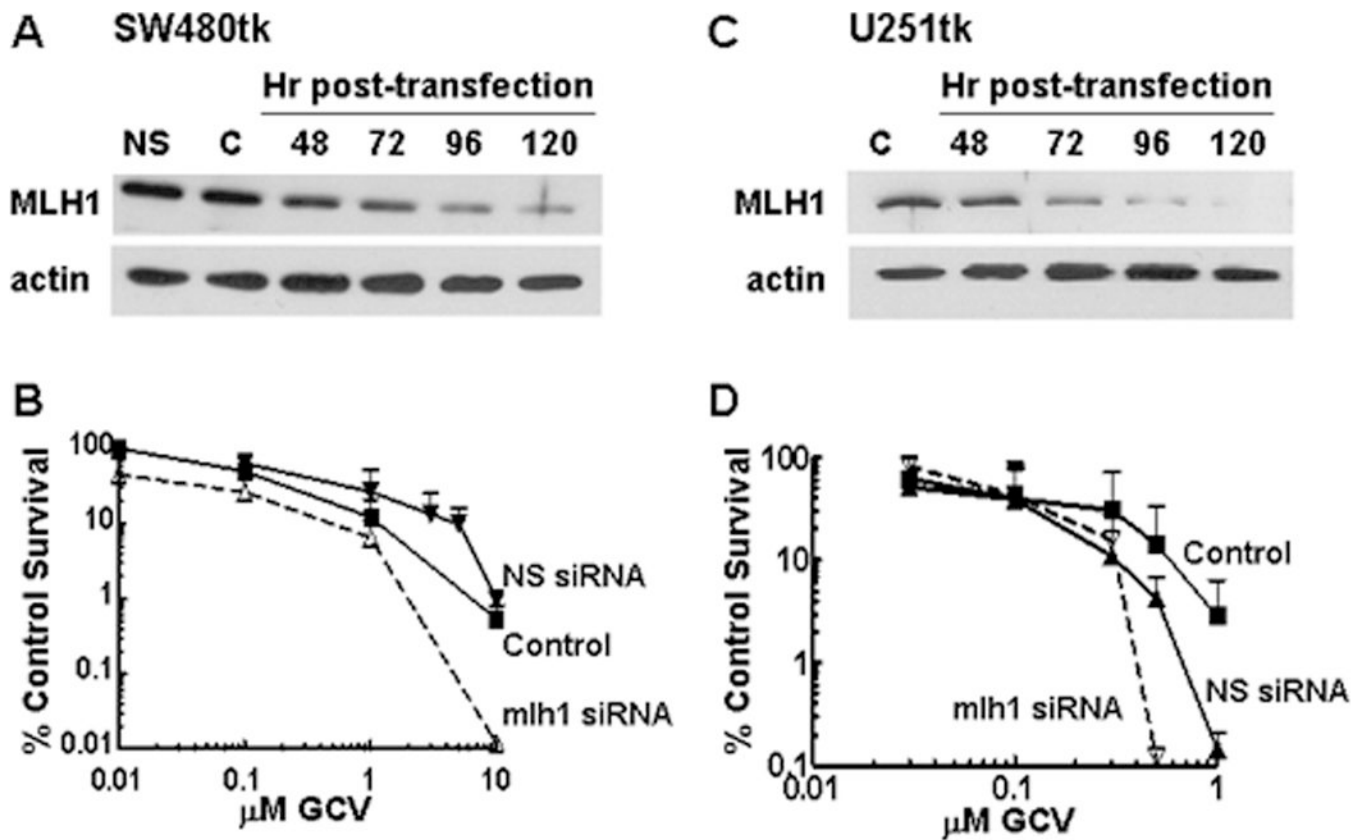 A SW480tk
Hr post-transfection
NS C 48 72 96 120
MLH1
actin
C U251tk
Hr post-transfection
C 48 72 96 120
MLH1
actin
B
% Control Survival
100
10
1
0.1
0.01
NS siRNA
Control
mlh1 siRNA
0.01 0.1 1 10
μM GCV
D
% Control Survival
100
10
1
0.1
Control
NS siRNA
mlh1 siRNA
0.01 0.1 1
μM GCV